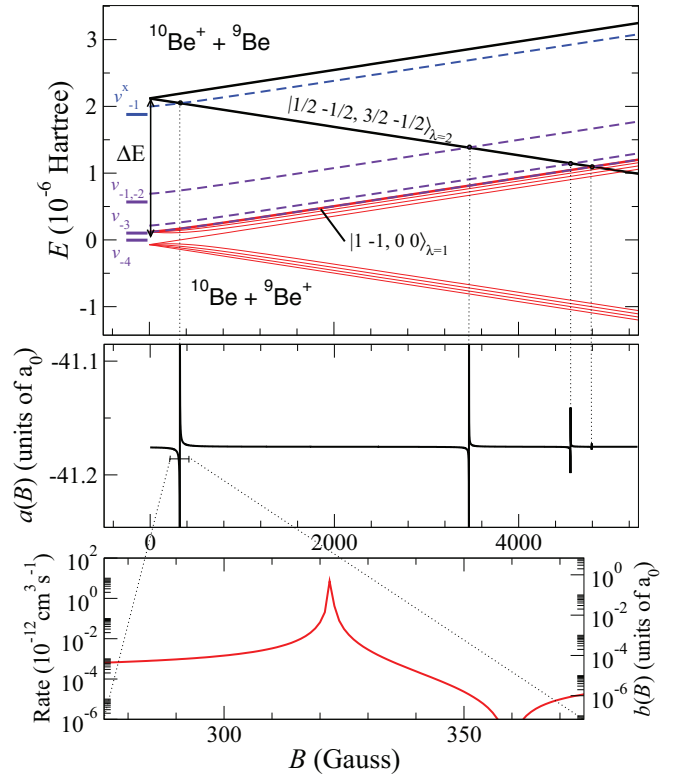 3
2
1
0
-1
E (10⁻⁶ Hartree)
¹⁰Be⁺ + ⁹Be
νˣ₋₁
ΔE
ν₋₁,₋₂
ν₋₃
ν₋₄
|1/2 -1/2, 3/2 -1/2⟩λ=2
|1 -1, 0 0⟩λ=1
¹⁰Be + ⁹Be⁺
a(B) (units of a₀)
-41.1
-41.2
0
2000
4000
Rate (10⁻¹² cm³ s⁻¹)
10²
10⁰
10⁻²
10⁻⁴
10⁻⁶
10⁰
10⁻²
10⁻⁴
10⁻⁶
b(B) (units of a₀)
300
350
B (Gauss)